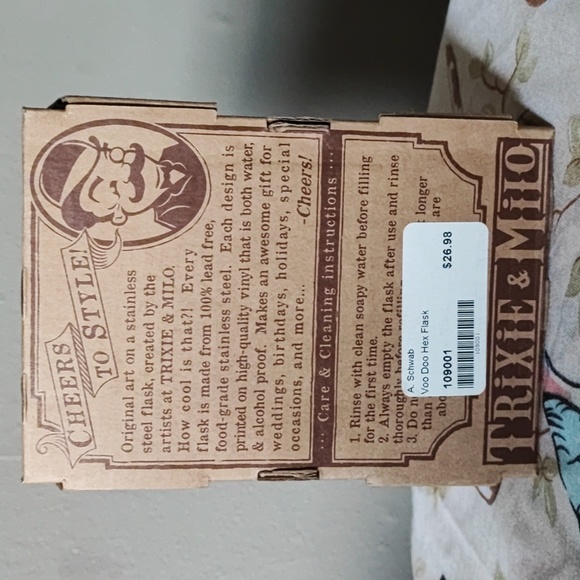 CHEERS
TO STYLE!
Original art on a stainless
steel flask, created by the
artists at TRIXIE & MILO.
How cool is that?! Every
flask is made from 100% lead free,
food-grade stainless steel. Each design is
printed on high-quality vinyl that is both water,
& alcohol proof. Makes an awesome gift for
weddings, birthdays, holidays, special
occasions, and more... -Cheers!
.... Care & Cleaning instructions ....
1. Rinse with clean soapy water before filling
for the first time.
2. Always empty the flask after use and rinse
thoroughly before
3. Do longer
than are
A. Schwab
Voo Doo Hex Flask $26.98
109001
109001
TRIXIE & MILO